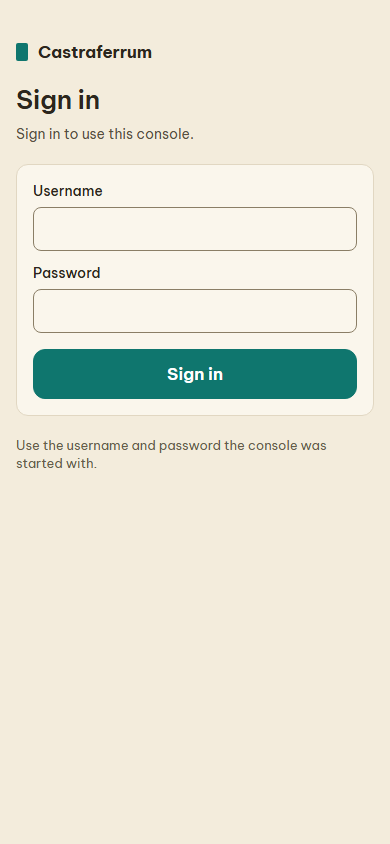 Castraferrum
Sign in
Sign in to use this console.
Username
Password
Sign in
Use the username and password the console was
started with.